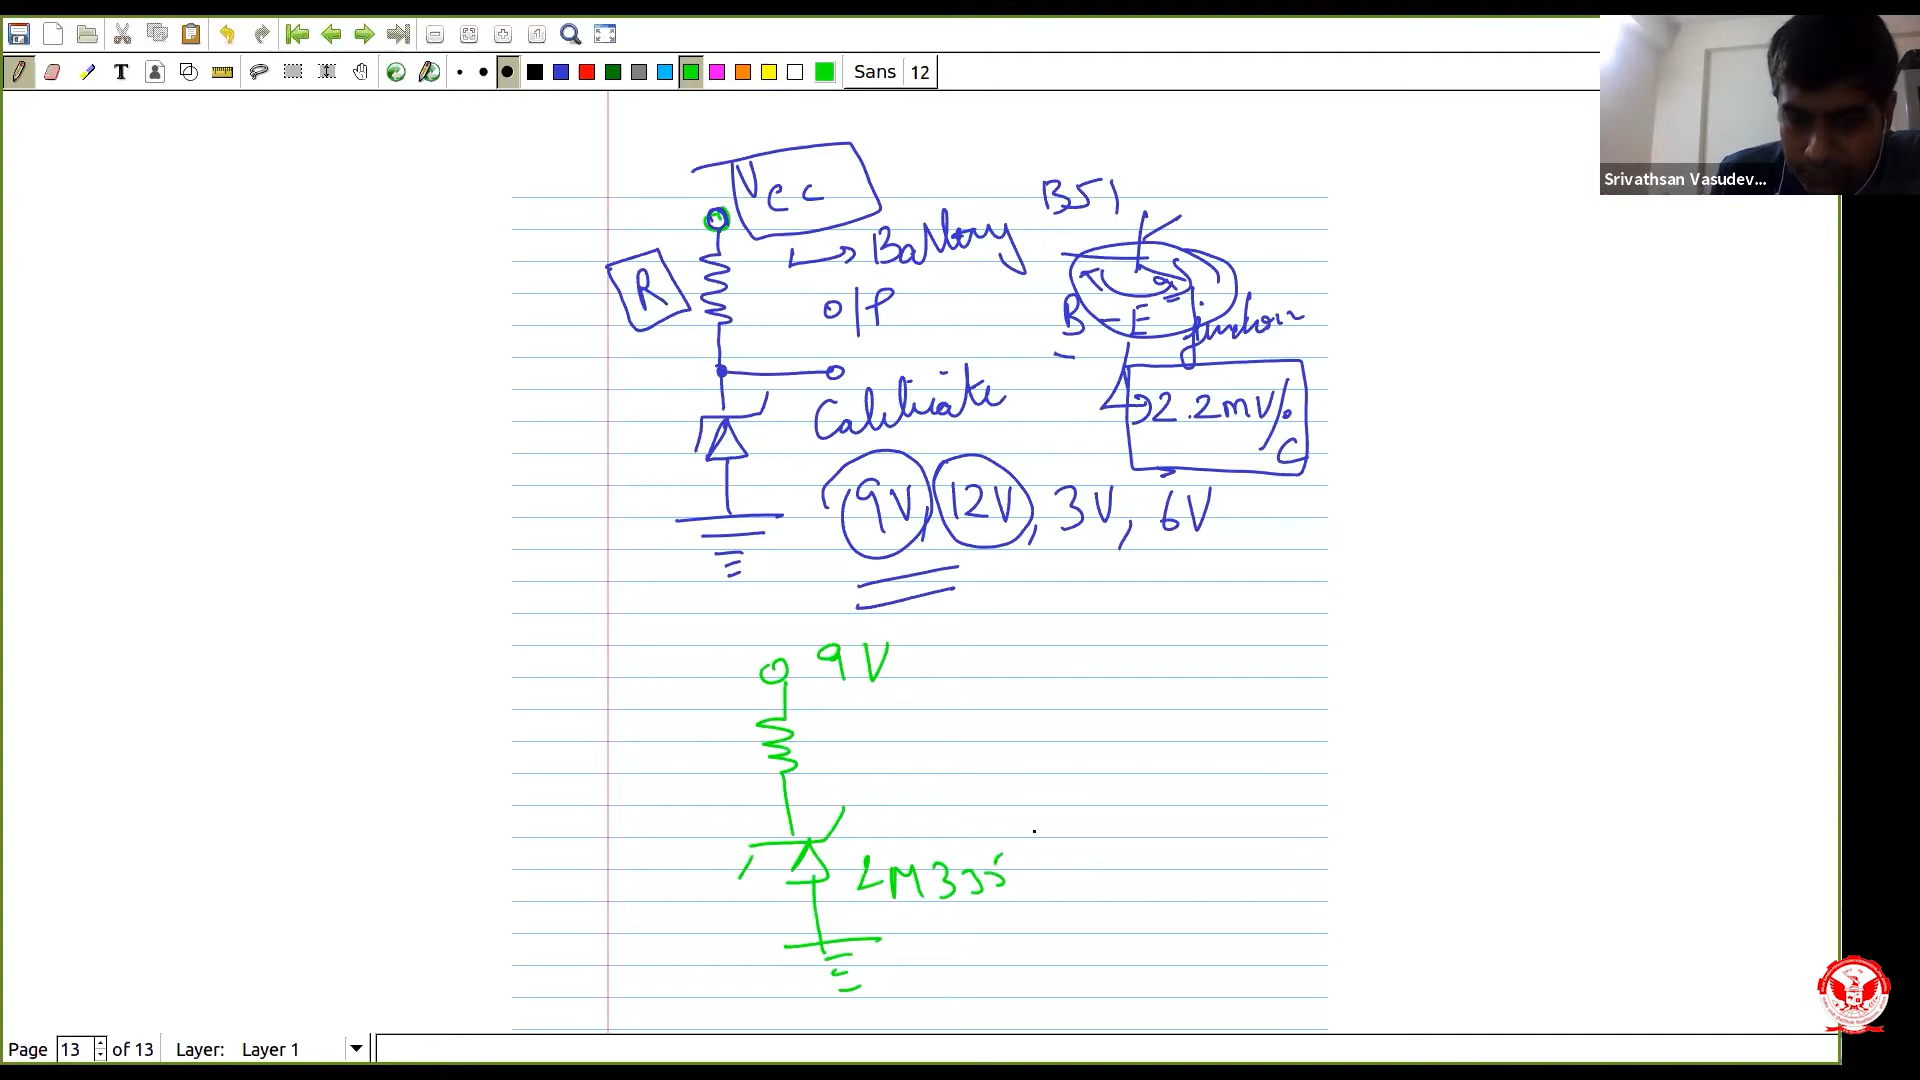 Sans 12
Srivathsan Vasudev...
Vcc
B51
Battery
R
O/P
B - E junction
Calibrate
2.2mV/°C
9V, 12V, 3V, 6V
9V
LM335
Page 13 of 13 Layer: Layer 1